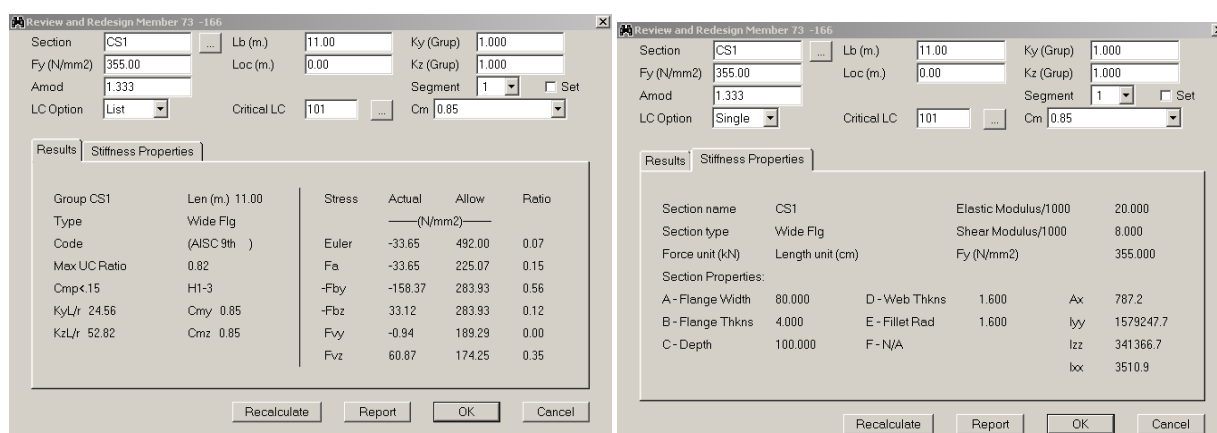 Review and Redesign Member 73 -166
Section CS1 ... Lb (m.) 11.00 Ky (Grup) 1.000
Fy (N/mm2) 355.00 Loc (m.) 0.00 Kz (Grup) 1.000
Amod 1.333 Segment 1 Set
LC Option List Critical LC 101 ... Cm 0.85
Results Stiffness Properties
Group CS1 Len (m.) 11.00 Stress Actual Allow Ratio
Type Wide Flg ——(N/mm2)——
Code (AISC 9th ) Euler -33.65 492.00 0.07
Max UC Ratio 0.82 Fa -33.65 225.07 0.15
Cmp<.15 H1-3 -Fby -158.37 283.93 0.56
KyL/r 24.56 Cmy 0.85 -Fbz 33.12 283.93 0.12
KzL/r 52.82 Cmz 0.85 Fvy -0.94 189.29 0.00
Fvz 60.87 174.25 0.35
Recalculate Report OK Cancel
Review and Redesign Member 73 -166
Section CS1 ... Lb (m.) 11.00 Ky (Grup) 1.000
Fy (N/mm2) 355.00 Loc (m.) 0.00 Kz (Grup) 1.000
Amod 1.333 Segment 1 Set
LC Option Single Critical LC 101 ... Cm 0.85
Results Stiffness Properties
Section name CS1 Elastic Modulus/1000 20.000
Section type Wide Flg Shear Modulus/1000 8.000
Force unit (kN) Length unit (cm) Fy (N/mm2) 355.000
Section Properties:
A - Flange Width 80.000 D - Web Thkns 1.600 Ax 787.2
B - Flange Thkns 4.000 E - Fillet Rad 1.600 Iyy 1579247.7
C - Depth 100.000 F - N/A Izz 341366.7
Ixx 3510.9
Recalculate Report OK Cancel